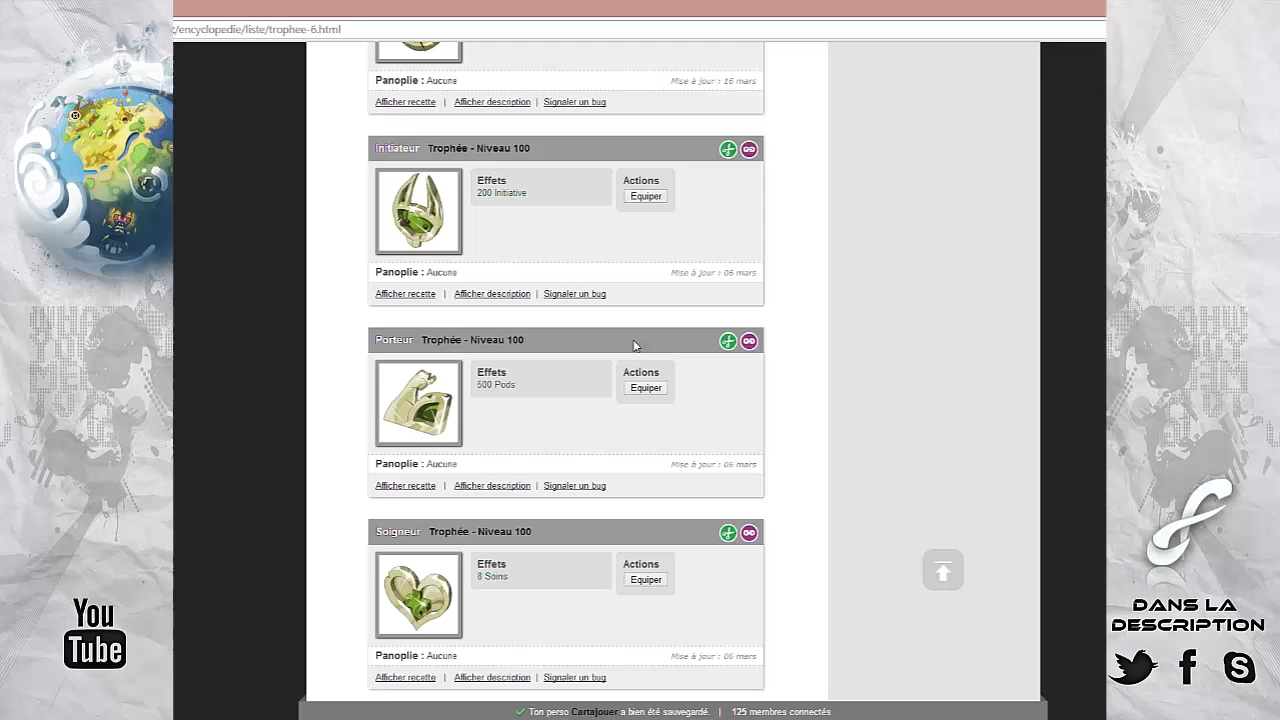 /encyclopedie/liste/trophee-6.html
Panoplie : Aucune
Mise à jour : 16 mars
Afficher recette | Afficher description | Signaler un bug
Initiateur Trophée - Niveau 100
Effets
200 Initiative
Actions
Equiper
Panoplie : Aucune
Mise à jour : 06 mars
Afficher recette | Afficher description | Signaler un bug
Porteur Trophée - Niveau 100
Effets
500 Pods
Actions
Equiper
Panoplie : Aucune
Mise à jour : 06 mars
Afficher recette | Afficher description | Signaler un bug
Soigneur Trophée - Niveau 100
Effets
8 Soins
Actions
Equiper
Panoplie : Aucune
Mise à jour : 06 mars
Afficher recette | Afficher description | Signaler un bug
Ton perso Cartajouer a bien été sauvegardé. | 125 membres connectés
You
Tube
DANS LA
DESCRIPTION